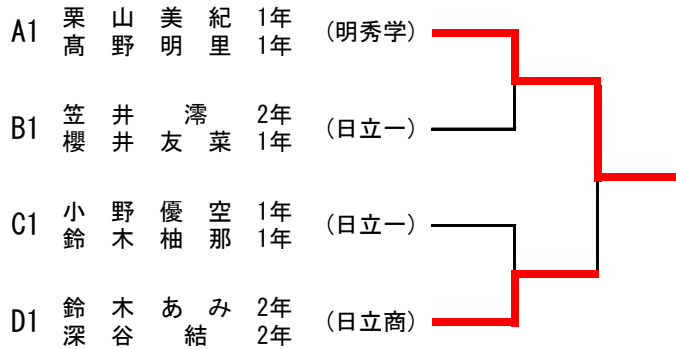 A1 栗山美紀 1年 (明秀学)
髙野明里 1年
B1 笠井澪 2年 (日立一)
櫻井友菜 1年
C1 小野優空 1年 (日立一)
鈴木柚那 1年
D1 鈴木あみ 2年 (日立商)
深谷結 2年